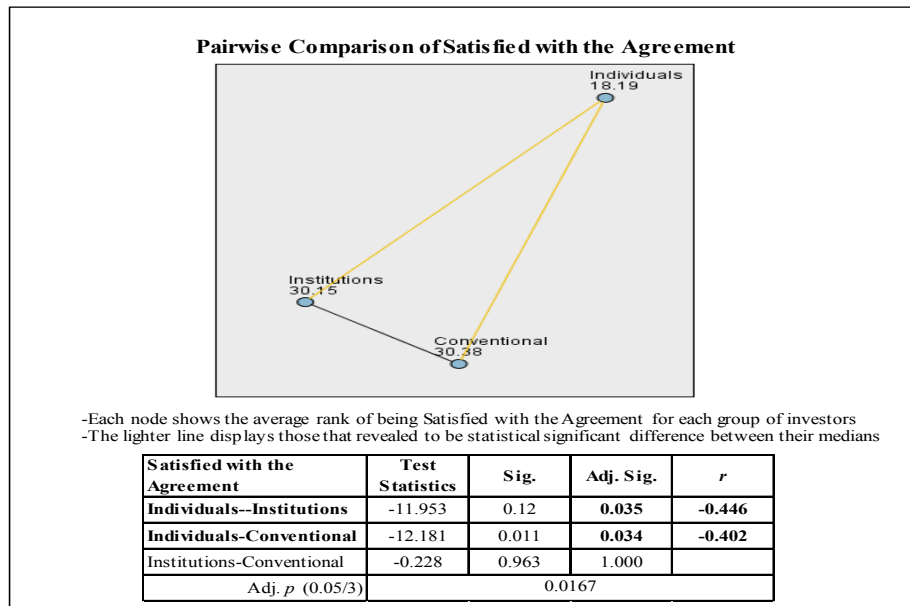 Pairwise Comparison of Satisfied with the Agreement
Individuals
18.19
Institutions
30.15
Conventional
30.38
-Each node shows the average rank of being Satisfied with the Agreement for each group of investors
-The lighter line displays those that revealed to be statistical significant difference between their medians
Satisfied with the Agreement Test Statistics Sig. Adj. Sig. r
Individuals--Institutions -11.953 0.12 0.035 -0.446
Individuals-Conventional -12.181 0.011 0.034 -0.402
Institutions-Conventional -0.228 0.963 1.000
Adj. p (0.05/3) 0.0167